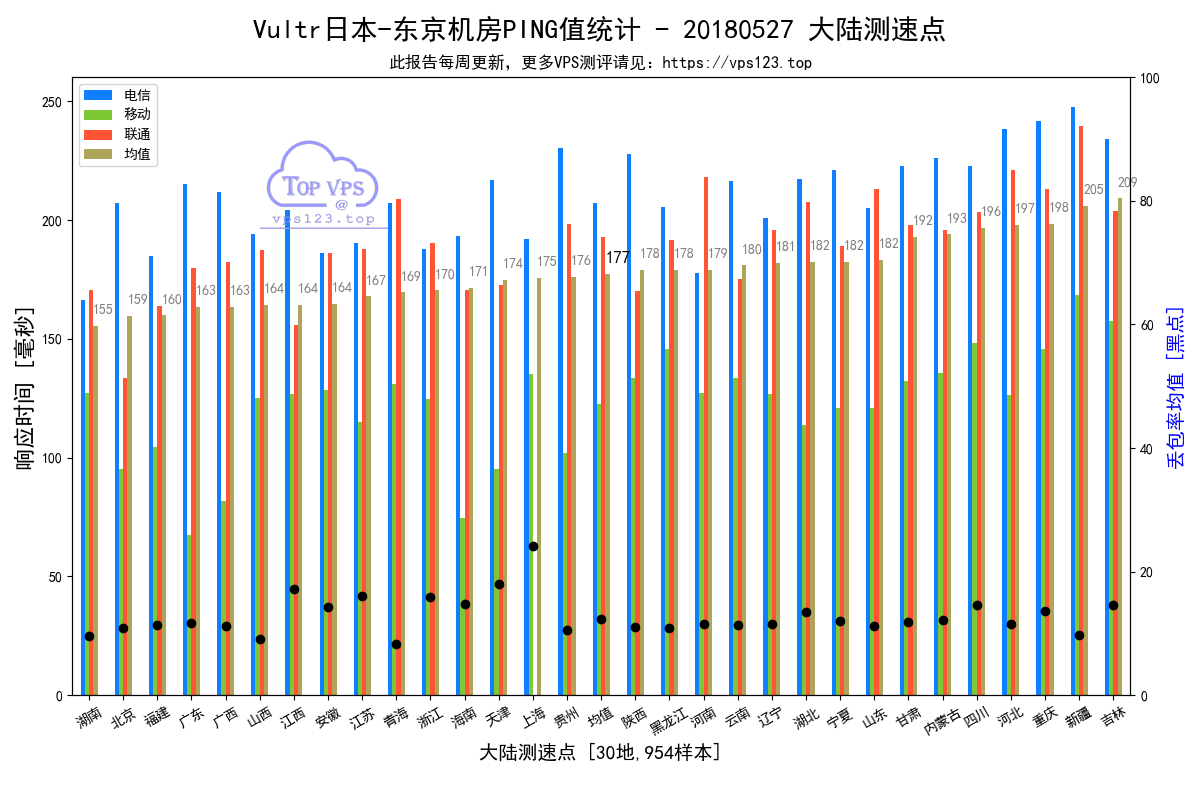 Vultr日本-东京机房PING值统计 - 20180527 大陆测速点
此报告每周更新，更多VPS测评请见：https://vps123.top
电信
移动
联通
均值
TOP VPS
@
vps123.top
响应时间 [毫秒]
250
200
150
100
50
0
155
159
160
163
163
164
164
164
167
169
170
171
174
175
176
177
178
178
179
180
181
182
182
182
192
193
196
197
198
205
209
100
80
60
40
20
0
丢包率均值 [黑点]
湖南
北京
福建
广东
广西
山西
江西
安徽
江苏
青海
浙江
海南
天津
上海
贵州
均值
陕西
黑龙江
河南
云南
辽宁
湖北
宁夏
山东
甘肃
内蒙古
四川
河北
重庆
新疆
吉林
大陆测速点 [30地,954样本]